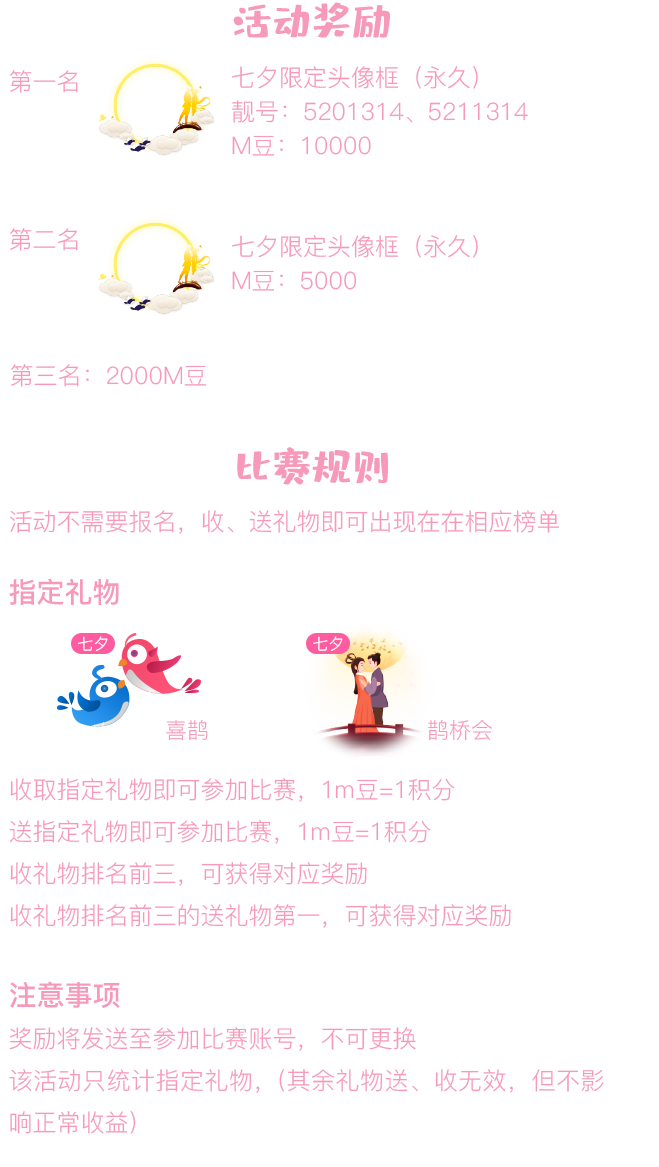 活动奖励
第一名
七夕限定头像框（永久）
靓号：5201314、5211314
M豆：10000
第二名
七夕限定头像框（永久）
M豆：5000
第三名：2000M豆
比赛规则
活动不需要报名，收、送礼物即可出现在在相应榜单
指定礼物
七夕
喜鹊
七夕
鹊桥会
收取指定礼物即可参加比赛，1m豆=1积分
送指定礼物即可参加比赛，1m豆=1积分
收礼物排名前三，可获得对应奖励
收礼物排名前三的送礼物第一，可获得对应奖励
注意事项
奖励将发送至参加比赛账号，不可更换
该活动只统计指定礼物，（其余礼物送、收无效，但不影
响正常收益）